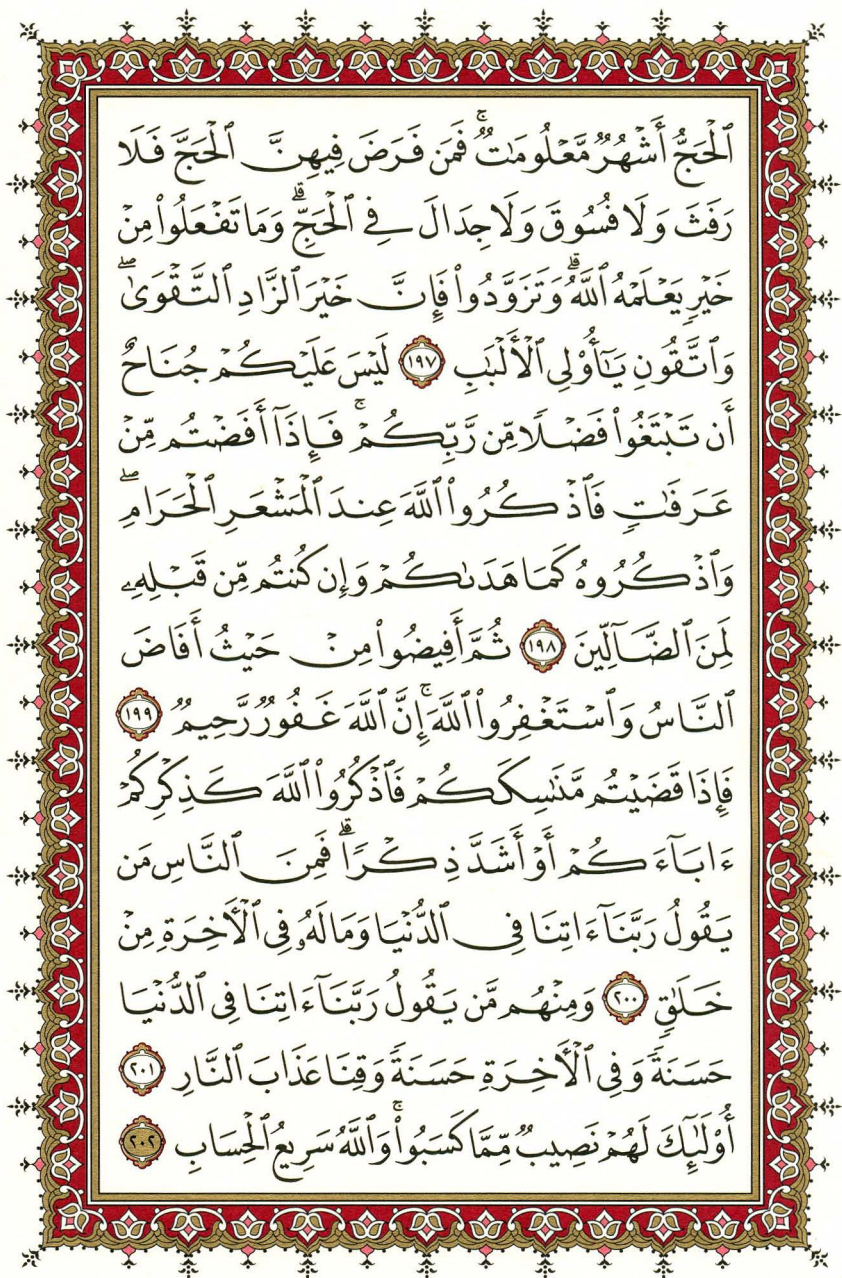 ٱلْحَجُّ أَشْهُرٌ مَّعْلُومَٰتٌ ۚ فَمَن فَرَضَ فِيهِنَّ ٱلْحَجَّ فَلَا
رَفَثَ وَلَا فُسُوقَ وَلَا جِدَالَ فِى ٱلْحَجِّ ۗ وَمَا تَفْعَلُوا۟ مِنْ
خَيْرٍ يَعْلَمْهُ ٱللَّهُ ۗ وَتَزَوَّدُوا۟ فَإِنَّ خَيْرَ ٱلزَّادِ ٱلتَّقْوَىٰ ۖ
وَٱتَّقُونِ يَٰٓأُو۟لِى ٱلْأَلْبَٰبِ ١٩٧ لَيْسَ عَلَيْكُمْ جُنَاحٌ
أَن تَبْتَغُوا۟ فَضْلًا مِّن رَّبِّكُمْ ۚ فَإِذَآ أَفَضْتُم مِّنْ
عَرَفَٰتٍ فَٱذْكُرُوا۟ ٱللَّهَ عِندَ ٱلْمَشْعَرِ ٱلْحَرَامِ ۖ
وَٱذْكُرُوهُ كَمَا هَدَىٰكُمْ وَإِن كُنتُم مِّن قَبْلِهِۦ
لَمِنَ ٱلضَّآلِّينَ ١٩٨ ثُمَّ أَفِيضُوا۟ مِنْ حَيْثُ أَفَاضَ
ٱلنَّاسُ وَٱسْتَغْفِرُوا۟ ٱللَّهَ ۚ إِنَّ ٱللَّهَ غَفُورٌ رَّحِيمٌ ١٩٩
فَإِذَا قَضَيْتُم مَّنَٰسِكَكُمْ فَٱذْكُرُوا۟ ٱللَّهَ كَذِكْرِكُمْ
ءَابَآءَكُمْ أَوْ أَشَدَّ ذِكْرًا ۗ فَمِنَ ٱلنَّاسِ مَن
يَقُولُ رَبَّنَآ ءَاتِنَا فِى ٱلدُّنْيَا وَمَا لَهُۥ فِى ٱلْأَخِرَةِ مِنْ
خَلَٰقٍ ٢٠٠ وَمِنْهُم مَّن يَقُولُ رَبَّنَآ ءَاتِنَا فِى ٱلدُّنْيَا
حَسَنَةً وَفِى ٱلْأَخِرَةِ حَسَنَةً وَقِنَا عَذَابَ ٱلنَّارِ ٢٠١
أُو۟لَٰٓئِكَ لَهُمْ نَصِيبٌ مِّمَّا كَسَبُوا۟ ۚ وَٱللَّهُ سَرِيعُ ٱلْحِسَابِ ٢٠٢